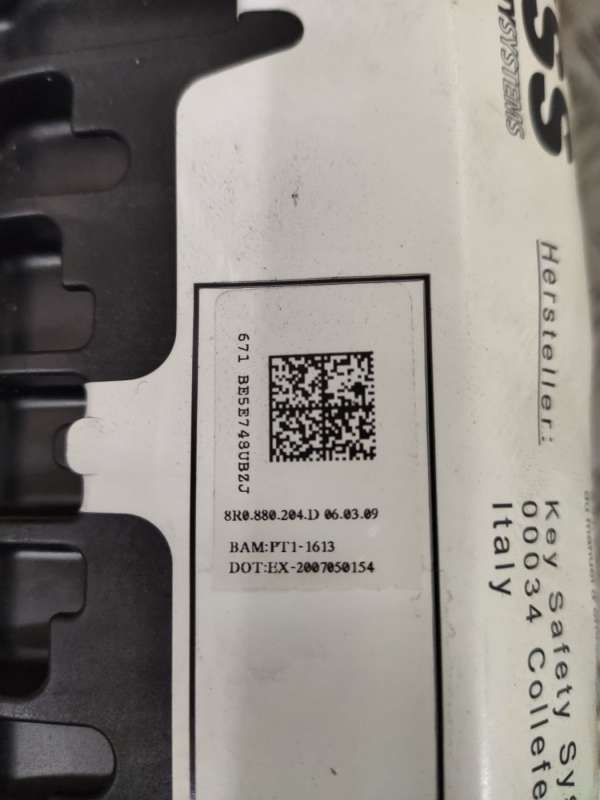 SS
SYSTEMS
Hersteller:
Key Safety Sy
00034 Collefe
Italy
671 BE5E748UBZJ
8R0.880.204.D 06.03.09
BAM:PT1-1613
DOT:EX-2007050154